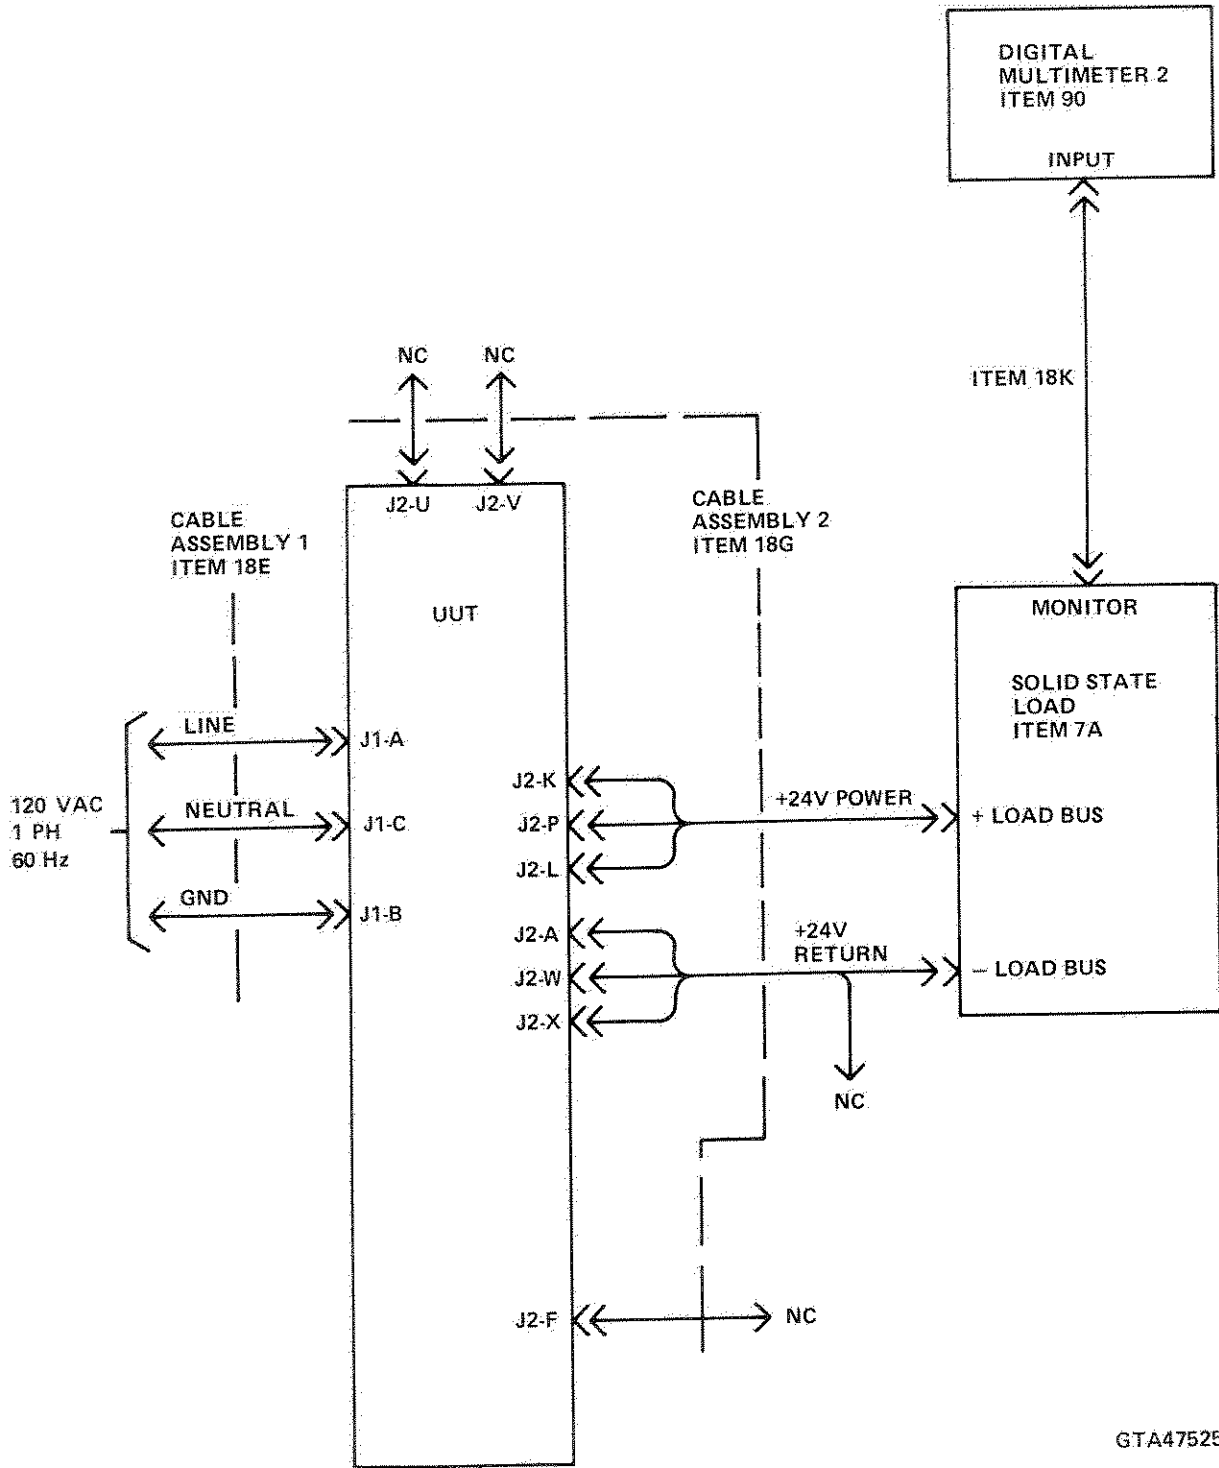 DIGITAL
MULTIMETER 2
ITEM 90
INPUT
NC
NC
ITEM 18K
J2-U
J2-V
CABLE
ASSEMBLY 1
ITEM 18E
CABLE
ASSEMBLY 2
ITEM 18G
UUT
MONITOR
SOLID STATE
LOAD
ITEM 7A
LINE
J1-A
120 VAC
1 PH
60 Hz
NEUTRAL
J1-C
GND
J1-B
J2-K
J2-P
J2-L
+24V POWER
+ LOAD BUS
J2-A
J2-W
J2-X
+24V
RETURN
– LOAD BUS
NC
J2-F
NC
GTA47525